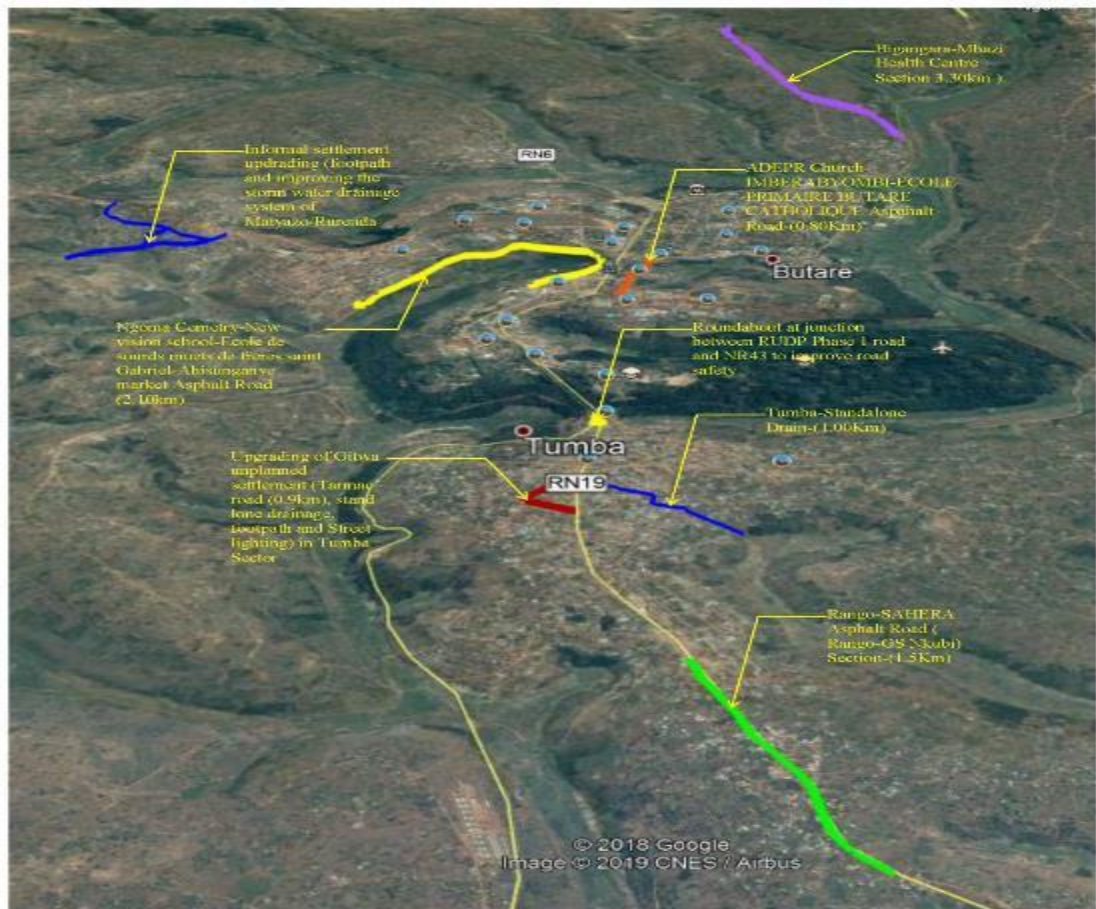 Bigangara-Mbazi
Health Centre
Section 3.30km ).
Informal settlement
updrading (footpath
and improving the
storm water drainage
system of
Matyazo-Rurenda
RN6
ADEPR Church-
IMBERABYOMBI-ECOLE
PRIMAIRE BUTARE
CATHOLIQUE Aspahalt
Road-(0.80Km)
Butare
Ngoma Cemetry-New
vision school-Ecole de
sourds muets de freres saint
Gabriel-Abisunganye
market Asphalt Road
(2.10km)
Roundabout at junction
between RUDP Phase 1 road
and NR43 to improve road
safety
Tumba-Standalone
Drain-(1.00Km)
Tumba
RN19
Upgrading of
unplanned
settlement (Tarmac
road (0.9km), stand
lone drainage,
footpath and Street
lighting) in Tumba
Sector
Rango-SAHERA
Asphalt Road (
Rango-GS Nkubi)
Section-(1.5Km)
© 2018 Google
Image © 2019 CNES / Airbus